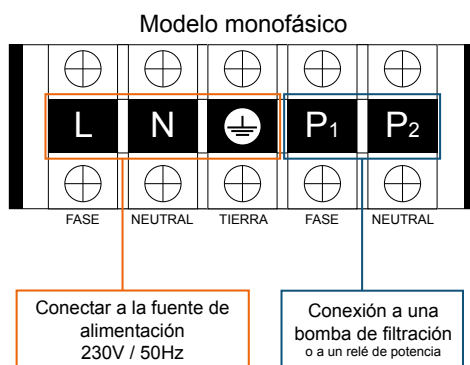 Modelo monofásico
L N P1 P2
FASE NEUTRAL TIERRA FASE NEUTRAL
Conectar a la fuente de
alimentación
230V / 50Hz
Conexión a una
bomba de filtración
o a un relé de potencia